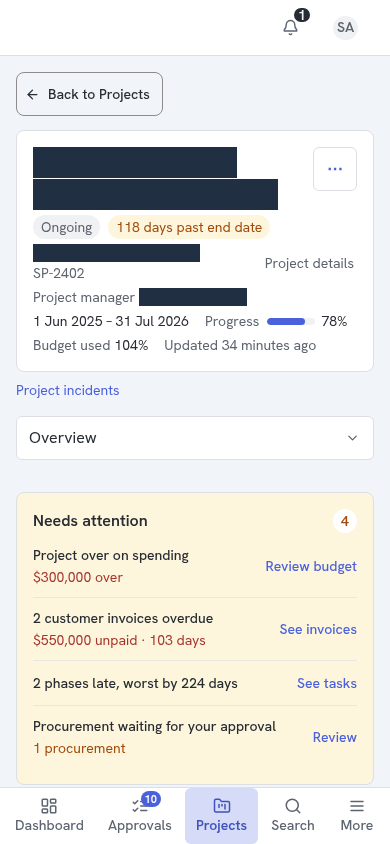 1
SA
Back to Projects
Ongoing
118 days past end date
SP-2402
Project details
Project manager
1 Jun 2025 – 31 Jul 2026 Progress 78%
Budget used 104% Updated 34 minutes ago
Project incidents
Overview
Needs attention 4
Project over on spending
$300,000 over
Review budget
2 customer invoices overdue
$550,000 unpaid · 103 days
See invoices
2 phases late, worst by 224 days See tasks
Procurement waiting for your approval
1 procurement
Review
10
Dashboard Approvals Projects Search More